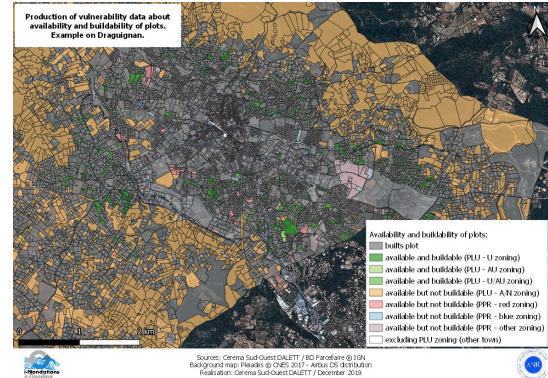 Production of vulnerability data about
availability and buildability of plots.
Example on Draguignan.
N
Availability and buildability of plots:
builts plot
available and buildable (PLU - U zoning)
available and buildable (PLU - AU zoning)
available and buildable (PLU - U/AU zoning)
available but not buildable (PLU - A/N zoning)
available but not buildable (PPR - red zoning)
available but not buildable (PPR - blue zoning)
available but not buildable (PPR - other zoning)
excluding PLU zoning (other town)
0 1 2 km
Sources: Cerema Sud-Ouest DALETT / BD Parcellaire @ IGN
Background map: Pleiades © CNES 2017 - Airbus DS distribution
Realisation: Cerema Sud-Ouest DALETT / December 2019
i-Nondations
ANR